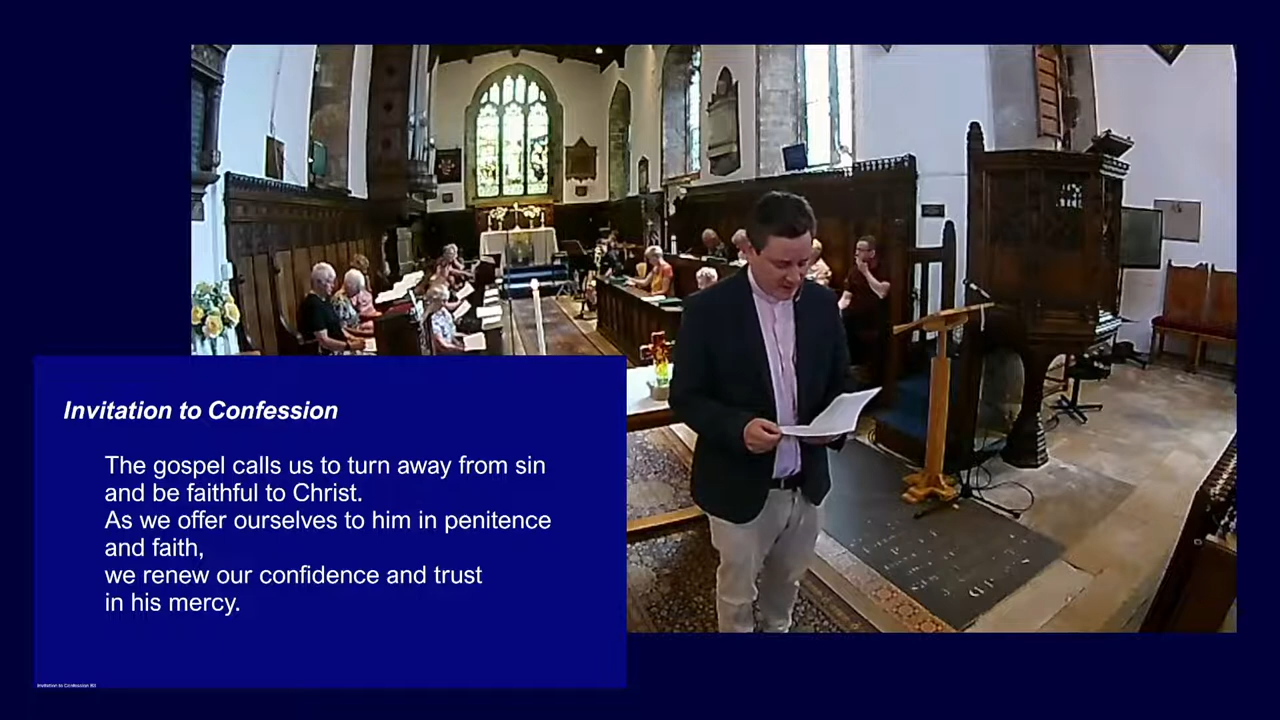 Invitation to Confession
The gospel calls us to turn away from sin
and be faithful to Christ.
As we offer ourselves to him in penitence
and faith,
we renew our confidence and trust
in his mercy.